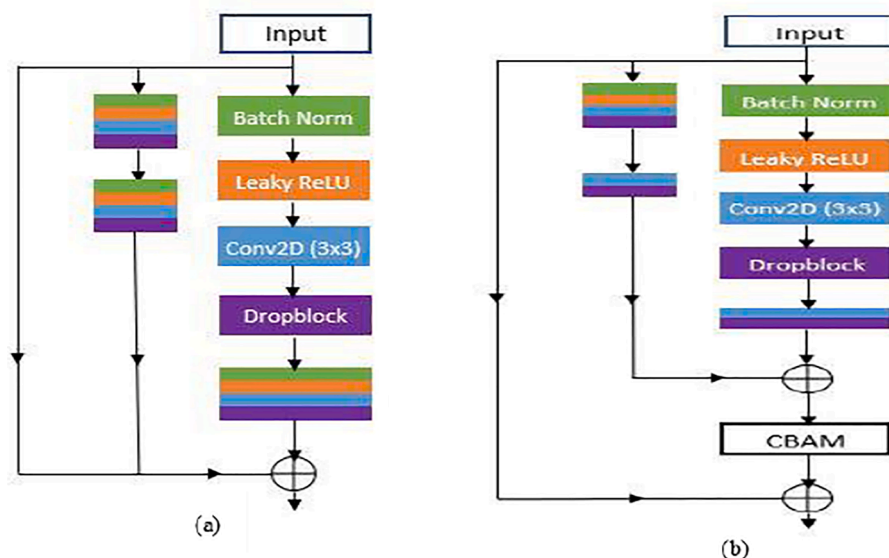 Input
Batch Norm
Leaky ReLU
Conv2D (3x3)
Dropblock
(a)
Input
Batch Norm
Leaky ReLU
Conv2D (3x3)
Dropblock
CBAM
(b)